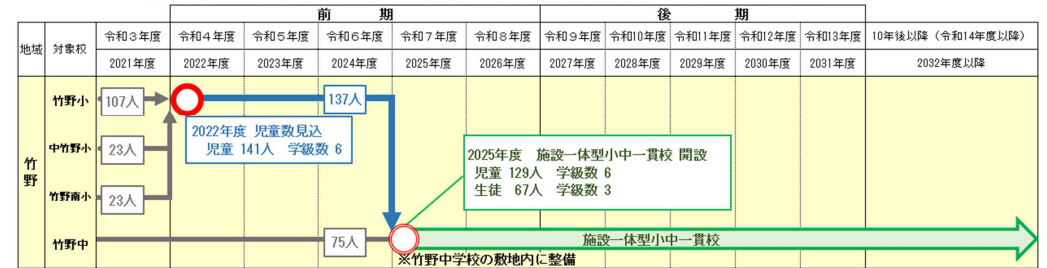 前　　期　　後　　期
地域　対象校　令和３年度　令和４年度　令和５年度　令和６年度　令和７年度　令和８年度　令和９年度　令和10年度　令和11年度　令和12年度　令和13年度　10年後以降（令和14年度以降）
2021年度　2022年度　2023年度　2024年度　2025年度　2026年度　2027年度　2028年度　2029年度　2030年度　2031年度　2032年度以降
竹野
竹野小　107人　137人
2022年度 児童数見込
児童 141人　学級数 6
中竹野小　23人
2025年度　施設一体型小中一貫校 開設
児童 129人　学級数 6
生徒　67人　学級数 3
竹野南小　23人
竹野中　75人　施設一体型小中一貫校
※竹野中学校の敷地内に整備